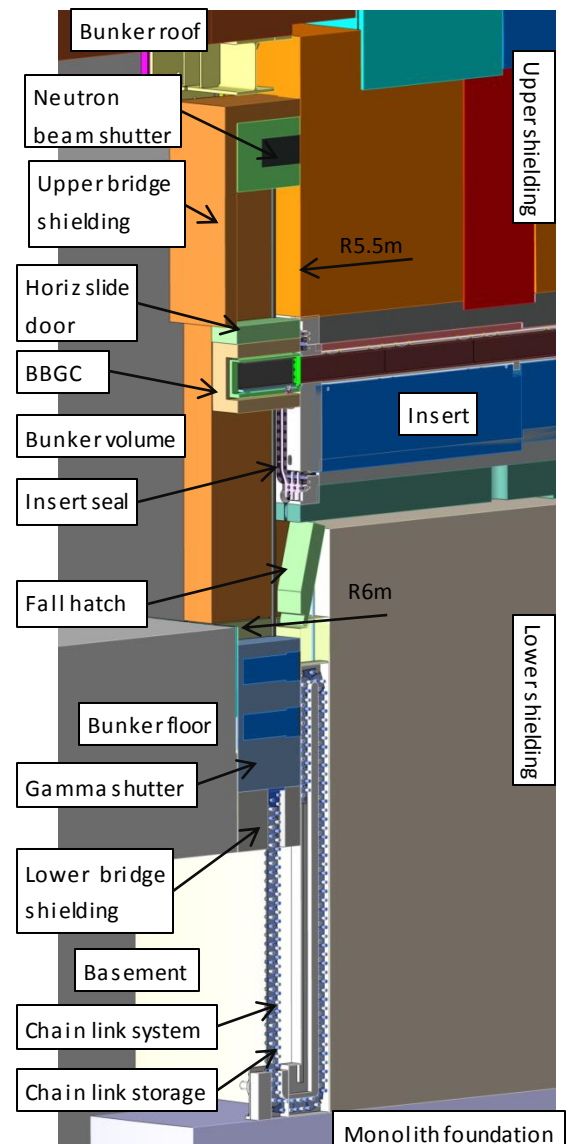 Bunker roof
Neutron
beam shutter
Upper bridge
shielding
R5.5m
Upper shielding
Horiz slide
door
BBGC
Insert
Bunker volume
Insert seal
Fall hatch
R6m
Lower shielding
Bunker floor
Gamma shutter
Lower bridge
shielding
Basement
Chain link system
Chain link storage
Monolith foundation